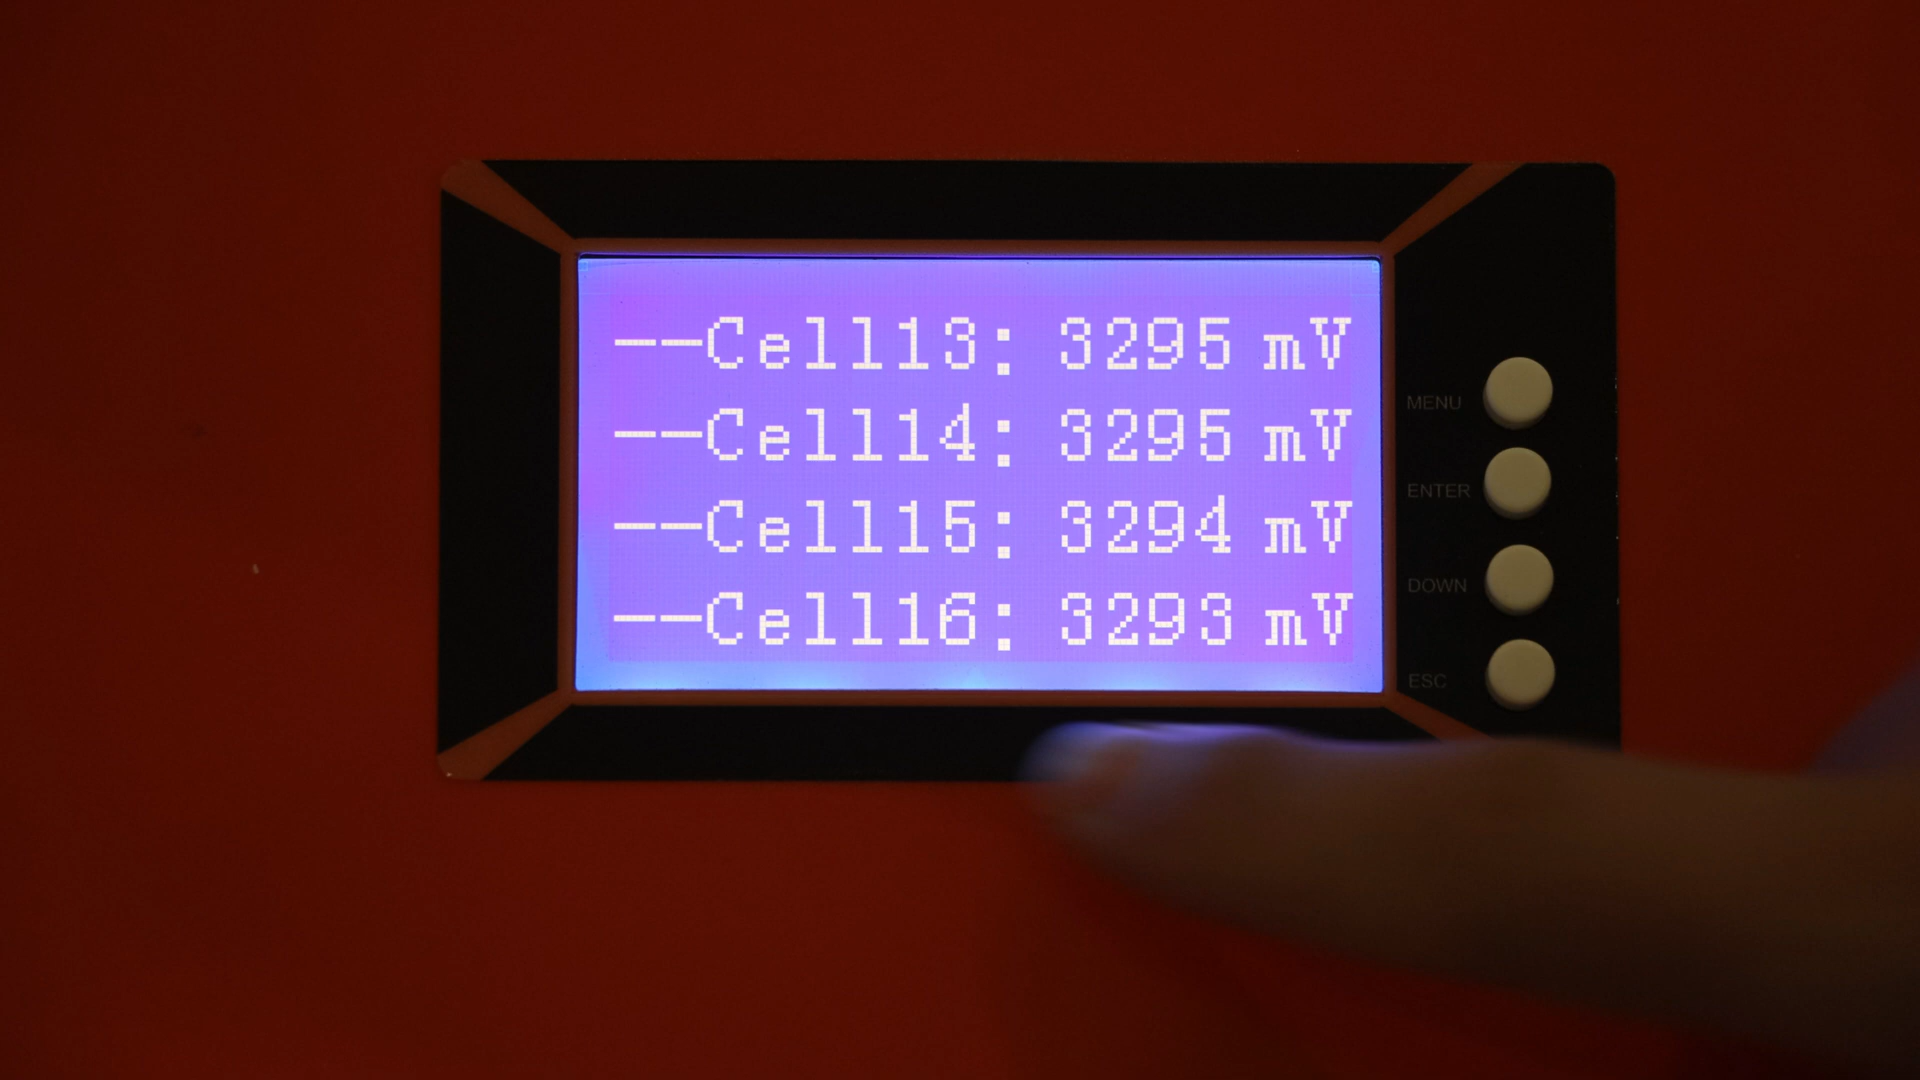 --Cell13: 3295 mV
--Cell14: 3295 mV
--Cell15: 3294 mV
--Cell16: 3293 mV
MENU
ENTER
DOWN
ESC